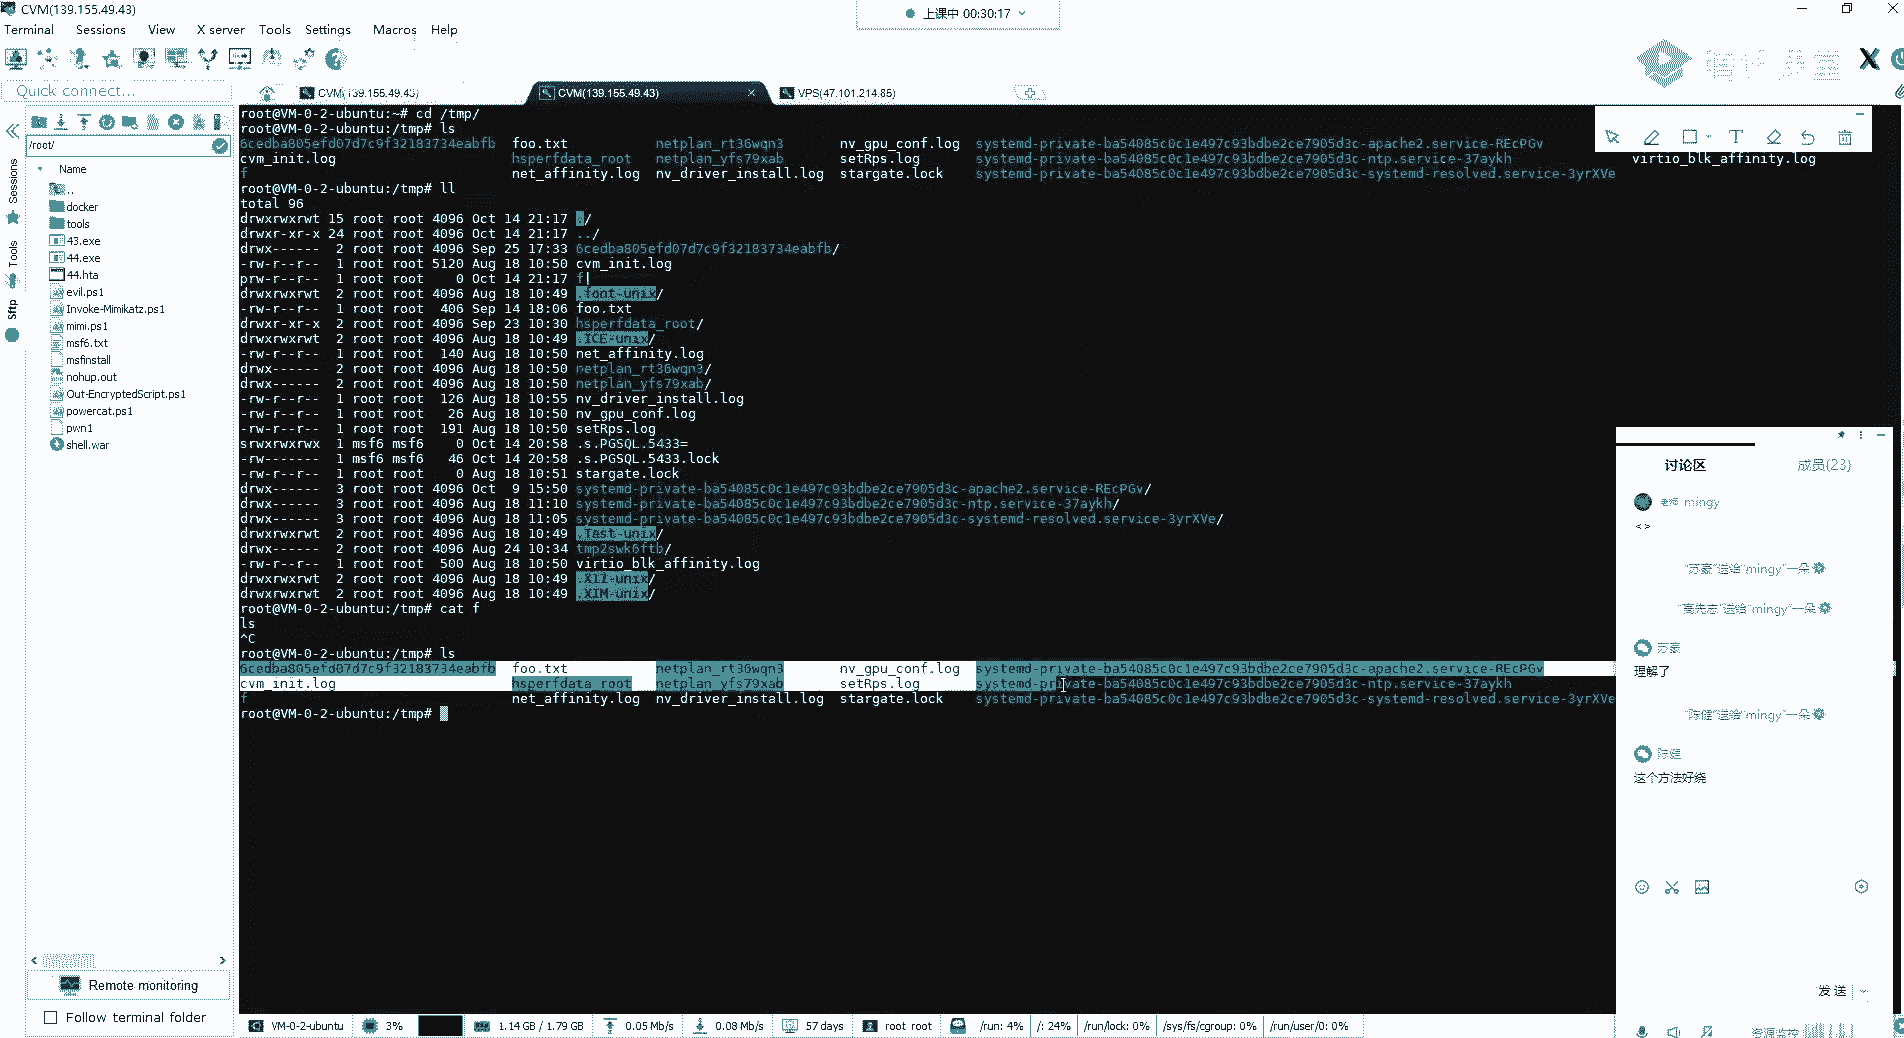 CVM(139.155.49.43)
上课中 00:30:17
Terminal Sessions View X server Tools Settings Macros Help
Quick connect...
CVM(139.155.49.43)
CVM(139.155.49.43)
VPS(47.101.214.85)
/root/
Name
..
docker
tools
43.exe
44.exe
44.hta
evil.ps1
Invoke-Mimikatz.ps1
mimi.ps1
msf6.txt
msfinstall
nohup.out
Out-EncryptedScript.ps1
powercat.ps1
pwn1
shell.war
Sessions
Tools
Sftp
Remote monitoring
Follow terminal folder
root@VM-0-2-ubuntu:~# cd /tmp/
root@VM-0-2-ubuntu:/tmp# ls
6cedba805efd07d7c9f32183734eabfb foo.txt netplan_rt36wqn3 nv_gpu_conf.log systemd-private-ba54085c0c1e497c93bdbe2ce7905d3c-apache2.service-REcPGv
cvm_init.log hsperfdata_root netplan_yfs79xab setRps.log systemd-private-ba54085c0c1e497c93bdbe2ce7905d3c-ntp.service-37aykh virtio_blk_affinity.log
f net_affinity.log nv_driver_install.log stargate.lock systemd-private-ba54085c0c1e497c93bdbe2ce7905d3c-systemd-resolved.service-3yrXVe
root@VM-0-2-ubuntu:/tmp# ll
total 96
drwxrwxrwt 15 root root 4096 Oct 14 21:17 ./
drwxr-xr-x 24 root root 4096 Oct 14 21:17 ../
drwx------ 2 root root 4096 Sep 25 17:33 6cedba805efd07d7c9f32183734eabfb/
-rw-r--r-- 1 root root 5120 Aug 18 10:50 cvm_init.log
prw-r--r-- 1 root root 0 Oct 14 21:17 f|
drwxrwxrwt 2 root root 4096 Aug 18 10:49 .font-unix/
-rw-r--r-- 1 root root 406 Sep 14 18:06 foo.txt
drwxr-xr-x 2 root root 4096 Sep 23 10:30 hsperfdata_root/
drwxrwxrwt 2 root root 4096 Aug 18 10:49 .ICE-unix/
-rw-r--r-- 1 root root 140 Aug 18 10:50 net_affinity.log
drwx------ 2 root root 4096 Aug 18 10:50 netplan_rt36wqn3/
drwx------ 2 root root 4096 Aug 18 10:50 netplan_yfs79xab/
-rw-r--r-- 1 root root 126 Aug 18 10:55 nv_driver_install.log
-rw-r--r-- 1 root root 26 Aug 18 10:50 nv_gpu_conf.log
-rw-r--r-- 1 root root 191 Aug 18 10:50 setRps.log
srwxrwxrwx 1 msf6 msf6 0 Oct 14 20:58 .s.PGSQL.5433=
-rw------- 1 msf6 msf6 46 Oct 14 20:58 .s.PGSQL.5433.lock
-rw-r--r-- 1 root root 0 Aug 18 10:51 stargate.lock
drwx------ 3 root root 4096 Oct 9 15:50 systemd-private-ba54085c0c1e497c93bdbe2ce7905d3c-apache2.service-REcPGv/
drwx------ 3 root root 4096 Aug 18 11:10 systemd-private-ba54085c0c1e497c93bdbe2ce7905d3c-ntp.service-37aykh/
drwx------ 3 root root 4096 Aug 18 11:05 systemd-private-ba54085c0c1e497c93bdbe2ce7905d3c-systemd-resolved.service-3yrXVe/
drwxrwxrwt 2 root root 4096 Aug 18 10:49 .Test-unix/
drwx------ 2 root root 4096 Aug 24 10:34 tmp2swk6ftb/
-rw-r--r-- 1 root root 500 Aug 18 10:50 virtio_blk_affinity.log
drwxrwxrwt 2 root root 4096 Aug 18 10:49 .X11-unix/
drwxrwxrwt 2 root root 4096 Aug 18 10:49 .XIM-unix/
root@VM-0-2-ubuntu:/tmp# cat f
ls
^C
root@VM-0-2-ubuntu:/tmp# ls
6cedba805efd07d7c9f32183734eabfb foo.txt netplan_rt36wqn3 nv_gpu_conf.log systemd-private-ba54085c0c1e497c93bdbe2ce7905d3c-apache2.service-REcPGv
cvm_init.log hsperfdata_root netplan_yfs79xab setRps.log systemd-private-ba54085c0c1e497c93bdbe2ce7905d3c-ntp.service-37aykh
f net_affinity.log nv_driver_install.log stargate.lock systemd-private-ba54085c0c1e497c93bdbe2ce7905d3c-systemd-resolved.service-3yrXVe
root@VM-0-2-ubuntu:/tmp#
讨论区 成员(23)
老师 mingy
<>
"苏豪"送给"mingy"一朵
"高先志"送给"mingy"一朵
苏豪
理解了
"陈健"送给"mingy"一朵
陈健
这个方法好绕
发送
资源监控
VM-0-2-ubuntu 3% 1.14 GB / 1.79 GB 0.05 Mb/s 0.08 Mb/s 57 days root root /run: 4% /: 24% /run/lock: 0% /sys/fs/cgroup: 0% /run/user/0: 0%